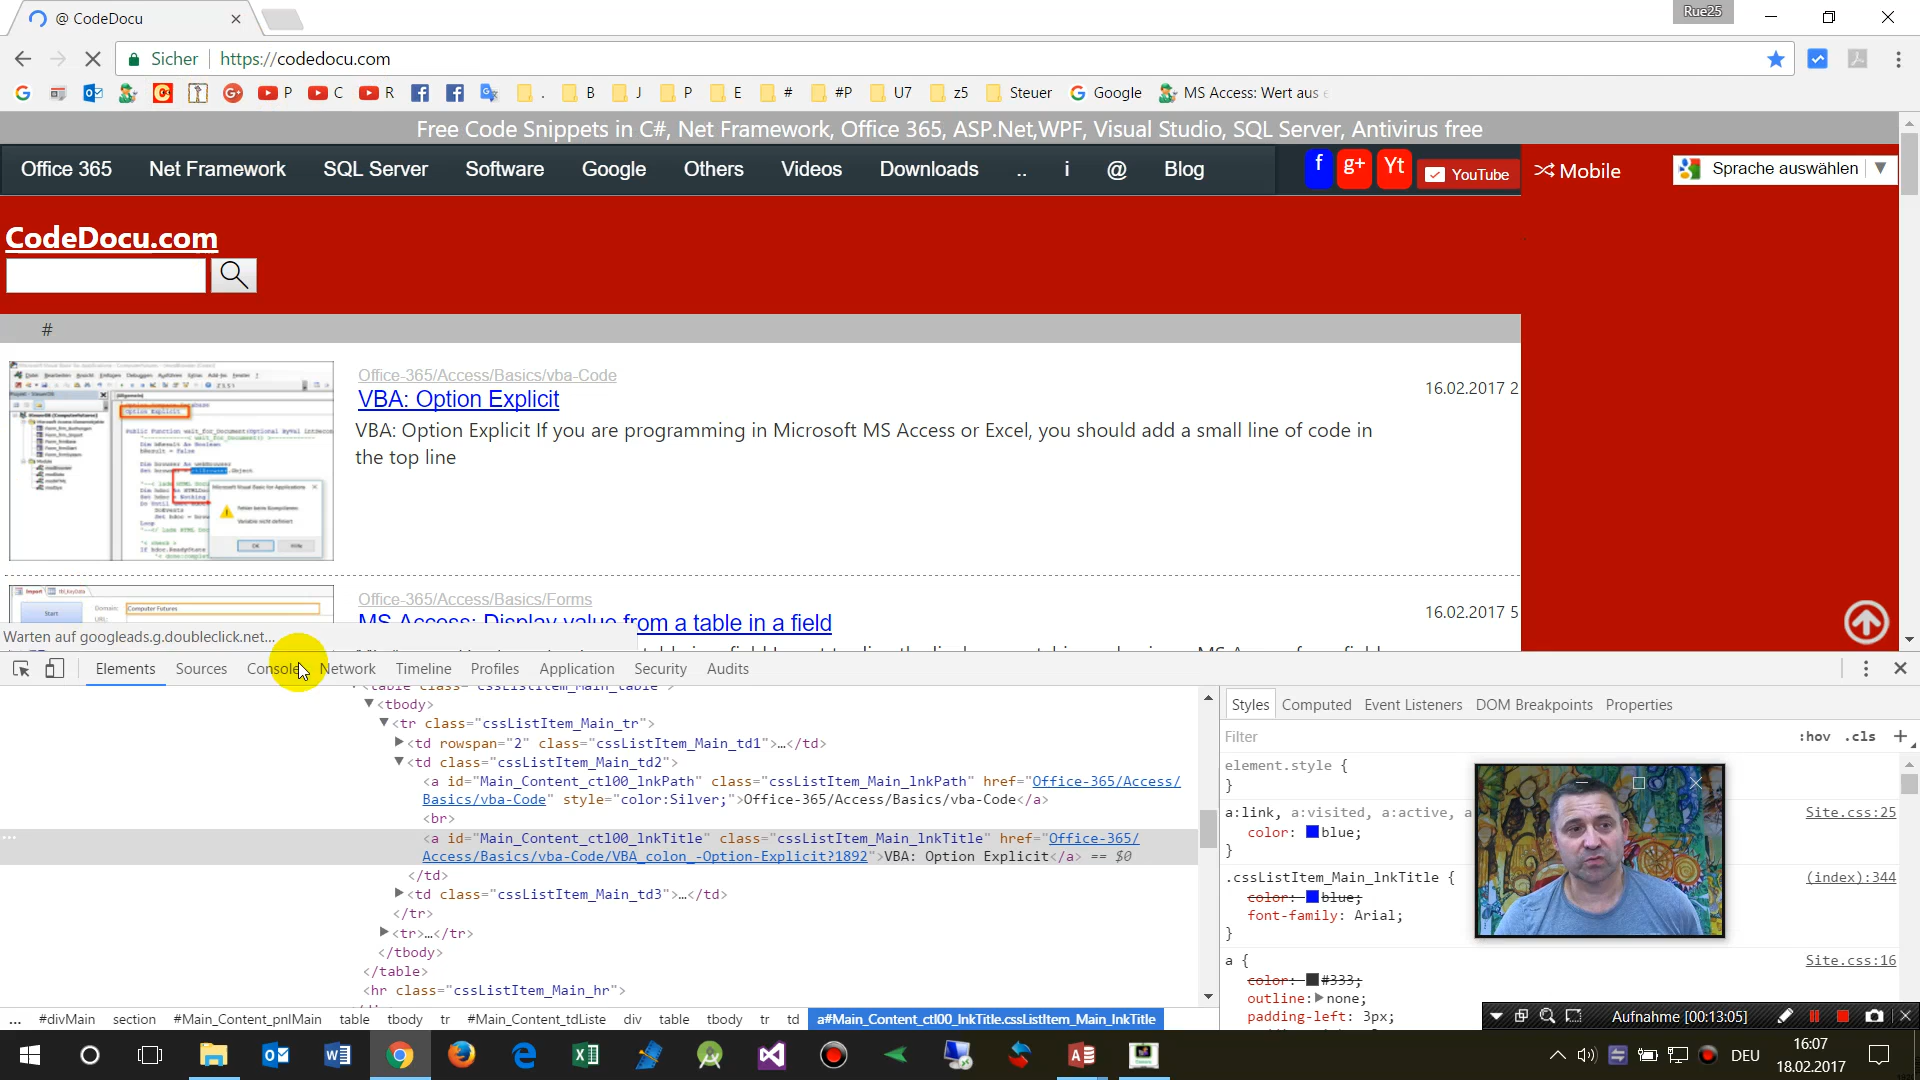 @ CodeDocu
Rue25
Sicher
https://codedocu.com
P
C
R
.
B
J
P
E
#
#P
U7
z5
Steuer
Google
MS Access: Wert aus
Free Code Snippets in C#, Net Framework, Office 365, ASP.Net,WPF, Visual Studio, SQL Server, Antivirus free
Office 365
Net Framework
SQL Server
Software
Google
Others
Videos
Downloads
..
i
@
Blog
f
g+
Yt
YouTube
Mobile
Sprache auswählen
CodeDocu.com
#
Office-365/Access/Basics/vba-Code
VBA: Option Explicit
16.02.2017 2
VBA: Option Explicit If you are programming in Microsoft MS Access or Excel, you should add a small line of code in
the top line
Office-365/Access/Basics/Forms
MS Access: Display value from a table in a field
16.02.2017 5
Warten auf googleads.g.doubleclick.net...
Elements
Sources
Console
Network
Timeline
Profiles
Application
Security
Audits
<table class="cssListItem_Main_table">
<tbody>
<tr class="cssListItem_Main_tr">
<td rowspan="2" class="cssListItem_Main_td1">…</td>
<td class="cssListItem_Main_td2">
<a id="Main_Content_ctl00_lnkPath" class="cssListItem_Main_lnkPath" href="Office-365/Access/
Basics/vba-Code" style="color:Silver;">Office-365/Access/Basics/vba-Code</a>
<br>
<a id="Main_Content_ctl00_lnkTitle" class="cssListItem_Main_lnkTitle" href="Office-365/
Access/Basics/vba-Code/VBA_colon_-Option-Explicit?1892">VBA: Option Explicit</a> == $0
</td>
<td class="cssListItem_Main_td3">…</td>
</tr>
<tr>…</tr>
</tbody>
</table>
<hr class="cssListItem_Main_hr">
Styles
Computed
Event Listeners
DOM Breakpoints
Properties
Filter
:hov
.cls
+
element.style {
}
a:link, a:visited, a:active, a
Site.css:25
color: blue;
}
.cssListItem_Main_lnkTitle {
(index):344
color: blue;
font-family: Arial;
}
a {
Site.css:16
color: #333;
outline: none;
padding-left: 3px;
... #divMain section #Main_Content_pnlMain table tbody tr #Main_Content_tdListe div table tbody tr td a#Main_Content_ctl00_lnkTitle.cssListItem_Main_lnkTitle
Aufnahme [00:13:05]
DEU
16:07
18.02.2017